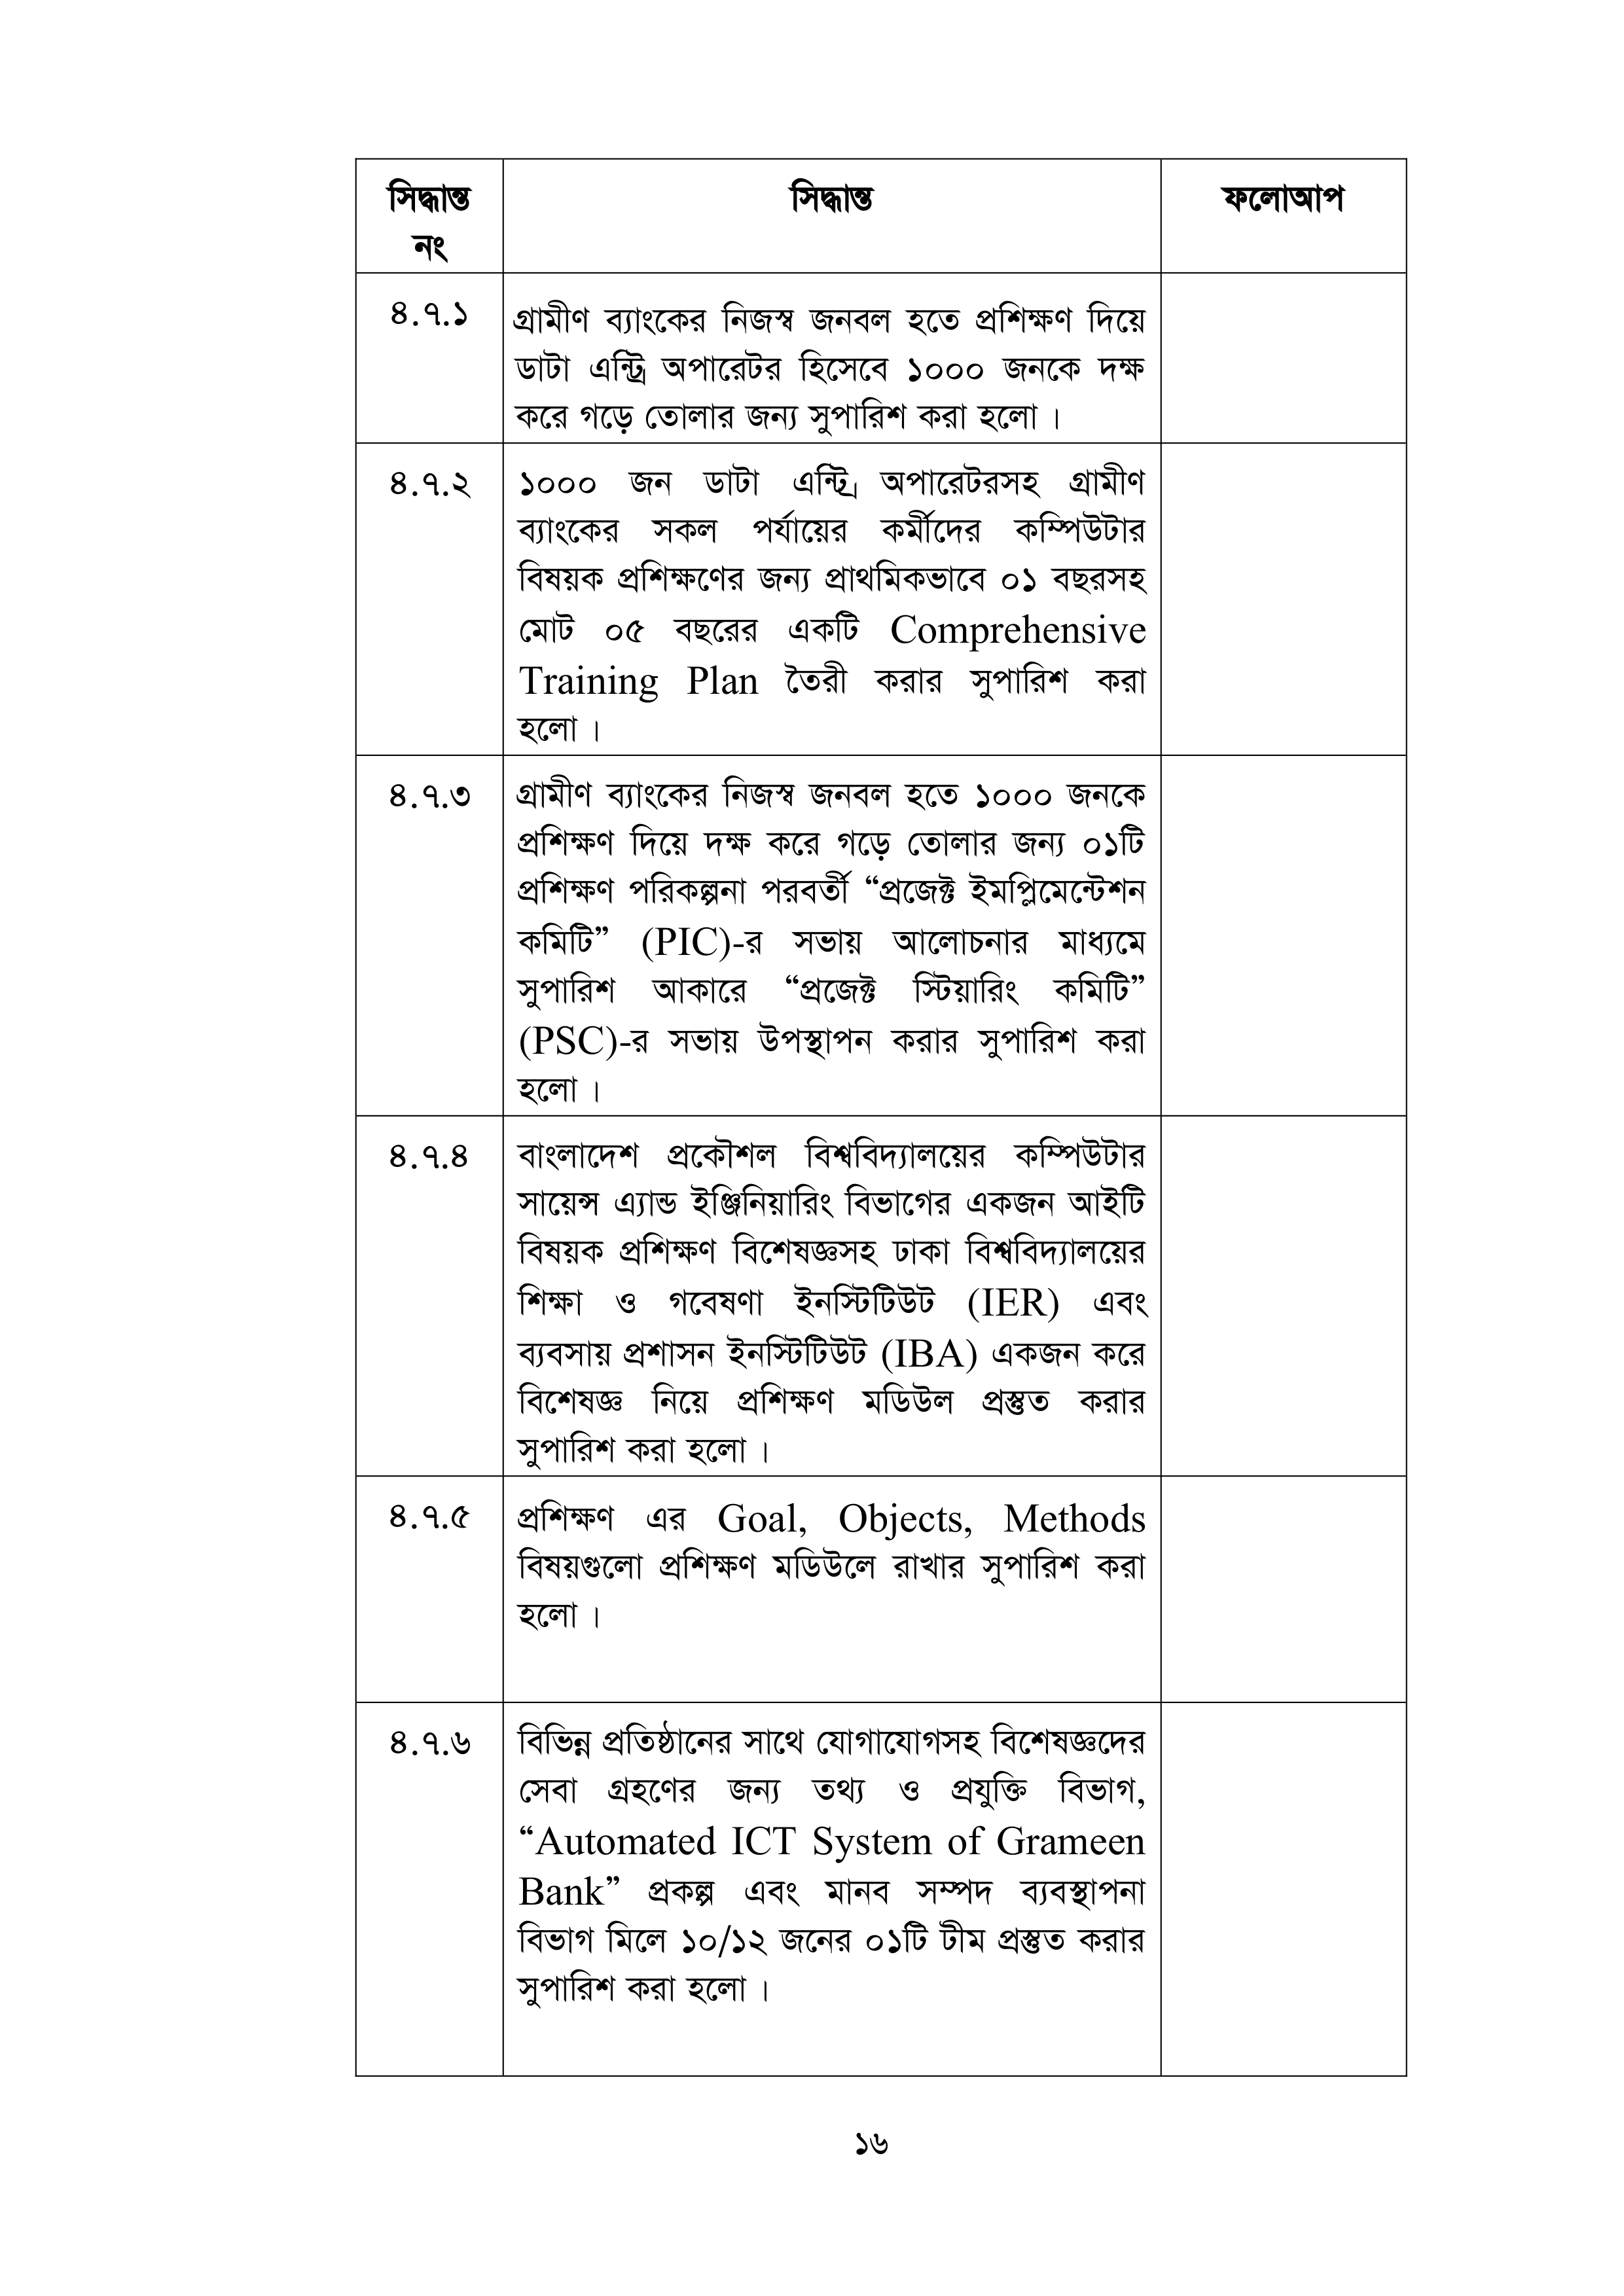 সিদ্ধান্ত সিদ্ধান্ত ফলোআপ
নং
৪.৭.১ গ্রামীণ ব্যাংকের নিজস্ব জনবল হতে প্রশিক্ষণ দিয়ে
ডাটা এন্ট্রি অপারেটর হিসেবে ১০০০ জনকে দক্ষ
করে গড়ে তোলার জন্য সুপারিশ করা হলো।
৪.৭.২ ১০০০ জন ডাটা এন্ট্রি অপারেটরসহ গ্রামীণ
ব্যাংকের সকল পর্যায়ের কর্মীদের কম্পিউটার
বিষয়ক প্রশিক্ষণের জন্য প্রাথমিকভাবে ০১ বছরসহ
মোট ০৫ বছরের একটি Comprehensive
Training Plan তৈরী করার সুপারিশ করা
হলো।
৪.৭.৩ গ্রামীণ ব্যাংকের নিজস্ব জনবল হতে ১০০০ জনকে
প্রশিক্ষণ দিয়ে দক্ষ করে গড়ে তোলার জন্য ০১টি
প্রশিক্ষণ পরিকল্পনা পরবর্তী “প্রজেক্ট ইমপ্লিমেন্টেশন
কমিটি” (PIC)-র সভায় আলোচনার মাধ্যমে
সুপারিশ আকারে “প্রজেক্ট স্টিয়ারিং কমিটি”
(PSC)-র সভায় উপস্থাপন করার সুপারিশ করা
হলো।
৪.৭.৪ বাংলাদেশ প্রকৌশল বিশ্ববিদ্যালয়ের কম্পিউটার
সায়েন্স এ্যান্ড ইঞ্জিনিয়ারিং বিভাগের একজন আইটি
বিষয়ক প্রশিক্ষণ বিশেষজ্ঞসহ ঢাকা বিশ্ববিদ্যালয়ের
শিক্ষা ও গবেষণা ইনস্টিটিউট (IER) এবং
ব্যবসায় প্রশাসন ইনস্টিটিউট (IBA) একজন করে
বিশেষজ্ঞ নিয়ে প্রশিক্ষণ মডিউল প্রস্তুত করার
সুপারিশ করা হলো।
৪.৭.৫ প্রশিক্ষণ এর Goal, Objects, Methods
বিষয়গুলো প্রশিক্ষণ মডিউলে রাখার সুপারিশ করা
হলো।
৪.৭.৬ বিভিন্ন প্রতিষ্ঠানের সাথে যোগাযোগসহ বিশেষজ্ঞদের
সেবা গ্রহণের জন্য তথ্য ও প্রযুক্তি বিভাগ,
“Automated ICT System of Grameen
Bank” প্রকল্প এবং মানব সম্পদ ব্যবস্থাপনা
বিভাগ মিলে ১০/১২ জনের ০১টি টীম প্রস্তুত করার
সুপারিশ করা হলো।
১৬